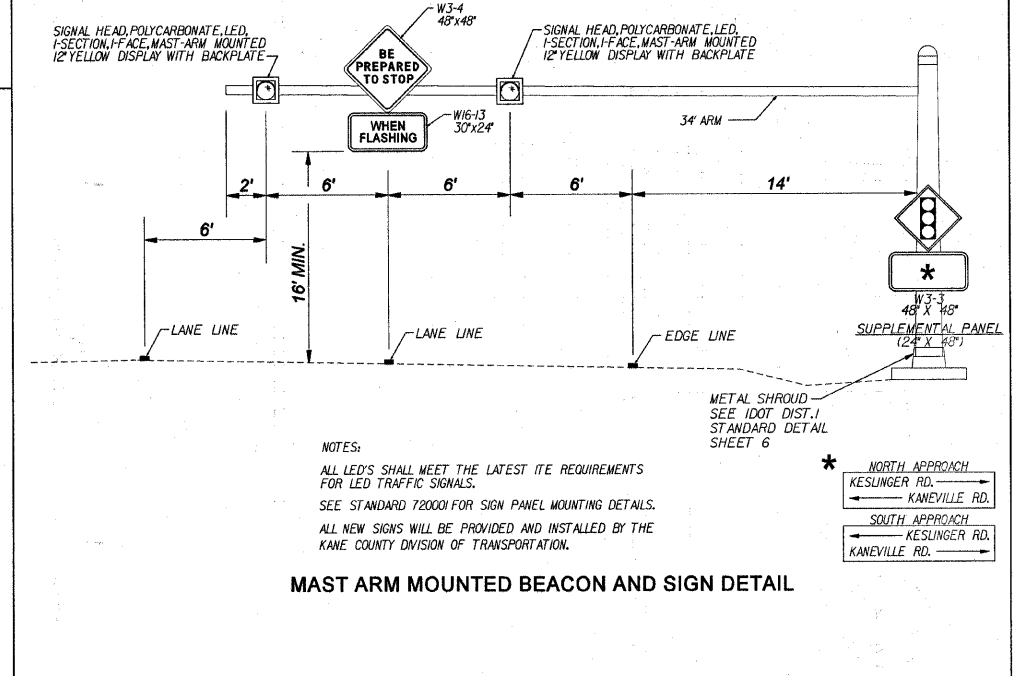 W3-4
48"x48"
SIGNAL HEAD,POLYCARBONATE,LED,
1-SECTION,1-FACE,MAST-ARM MOUNTED
12"YELLOW DISPLAY WITH BACKPLATE
SIGNAL HEAD,POLYCARBONATE,LED,
1-SECTION,1-FACE,MAST-ARM MOUNTED
12"YELLOW DISPLAY WITH BACKPLATE
BE
PREPARED
TO STOP
WHEN
FLASHING
W16-13
30"x24"
34' ARM
2'
6'
6'
6'
14'
6'
16' MIN.
*
W3-3
48" X 48"
SUPPLEMENTAL PANEL
(24" X 48")
LANE LINE
LANE LINE
EDGE LINE
METAL SHROUD
SEE IDOT DIST.1
STANDARD DETAIL
SHEET 6
NOTES:
ALL LED'S SHALL MEET THE LATEST ITE REQUIREMENTS
FOR LED TRAFFIC SIGNALS.
SEE STANDARD 720001 FOR SIGN PANEL MOUNTING DETAILS.
ALL NEW SIGNS WILL BE PROVIDED AND INSTALLED BY THE
KANE COUNTY DIVISION OF TRANSPORTATION.
*
NORTH APPROACH
KESLINGER RD.
KANEVILLE RD.
SOUTH APPROACH
KESLINGER RD.
KANEVILLE RD.
MAST ARM MOUNTED BEACON AND SIGN DETAIL